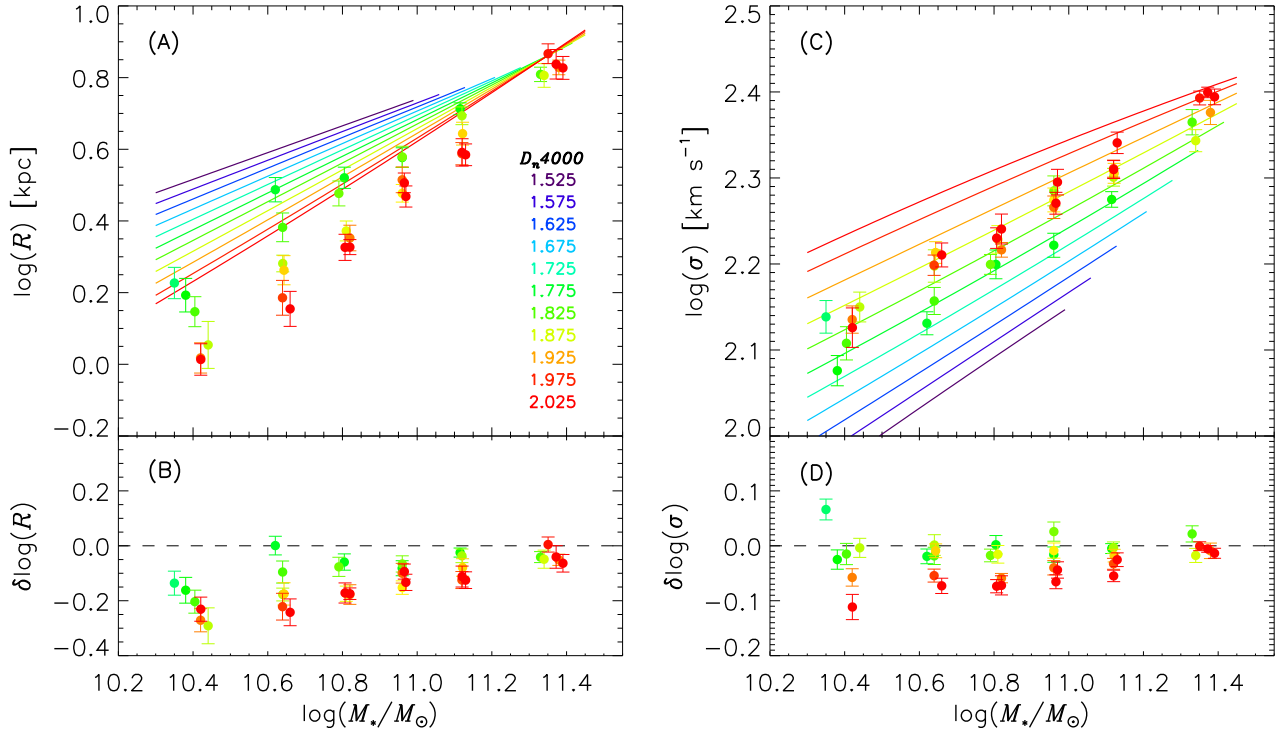 (A)
log(R) [kpc]
1.0
0.8
0.6
0.4
0.2
0.0
−0.2
Dn4000
1.525
1.575
1.625
1.675
1.725
1.775
1.825
1.875
1.925
1.975
2.025
(B)
δlog(R)
0.2
0.0
−0.2
−0.4
10.2 10.4 10.6 10.8 11.0 11.2 11.4
log(M*/M⊙)
(C)
log(σ) [km s−1]
2.5
2.4
2.3
2.2
2.1
2.0
(D)
δlog(σ)
0.1
0.0
−0.1
−0.2
10.2 10.4 10.6 10.8 11.0 11.2 11.4
log(M*/M⊙)